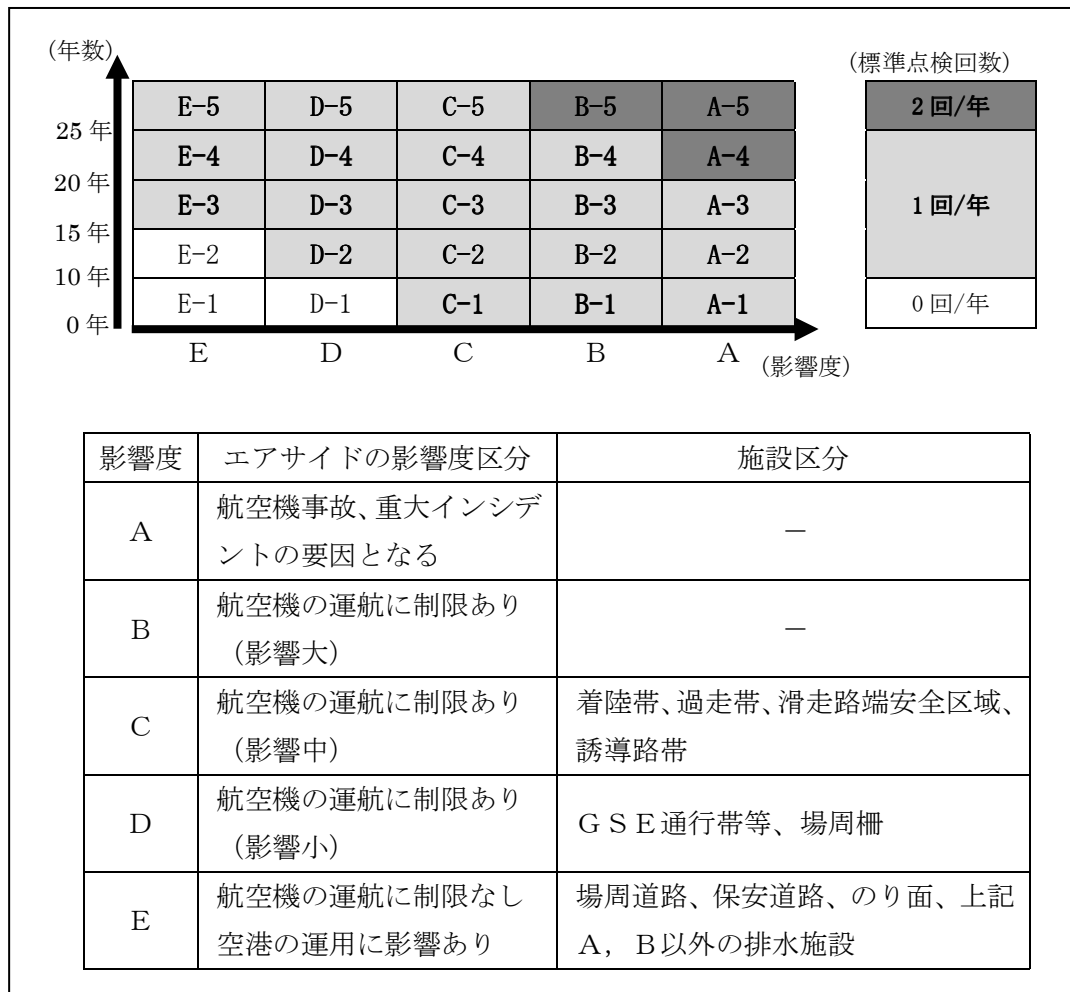 (年数)
(標準点検回数)
E-5 D-5 C-5 B-5 A-5 2回/年
25年
E-4 D-4 C-4 B-4 A-4
20年
E-3 D-3 C-3 B-3 A-3 1回/年
15年
E-2 D-2 C-2 B-2 A-2
10年
E-1 D-1 C-1 B-1 A-1 0回/年
0年
E D C B A
(影響度)
影響度 エアサイドの影響度区分 施設区分
A
航空機事故、重大インシデ
ントの要因となる
－
B
航空機の運航に制限あり
（影響大）
－
C
航空機の運航に制限あり
（影響中）
着陸帯、過走帯、滑走路端安全区域、
誘導路帯
D
航空機の運航に制限あり
（影響小）
ＧＳＥ通行帯等、場周柵
E
航空機の運航に制限なし
空港の運用に影響あり
場周道路、保安道路、のり面、上記
Ａ，Ｂ以外の排水施設